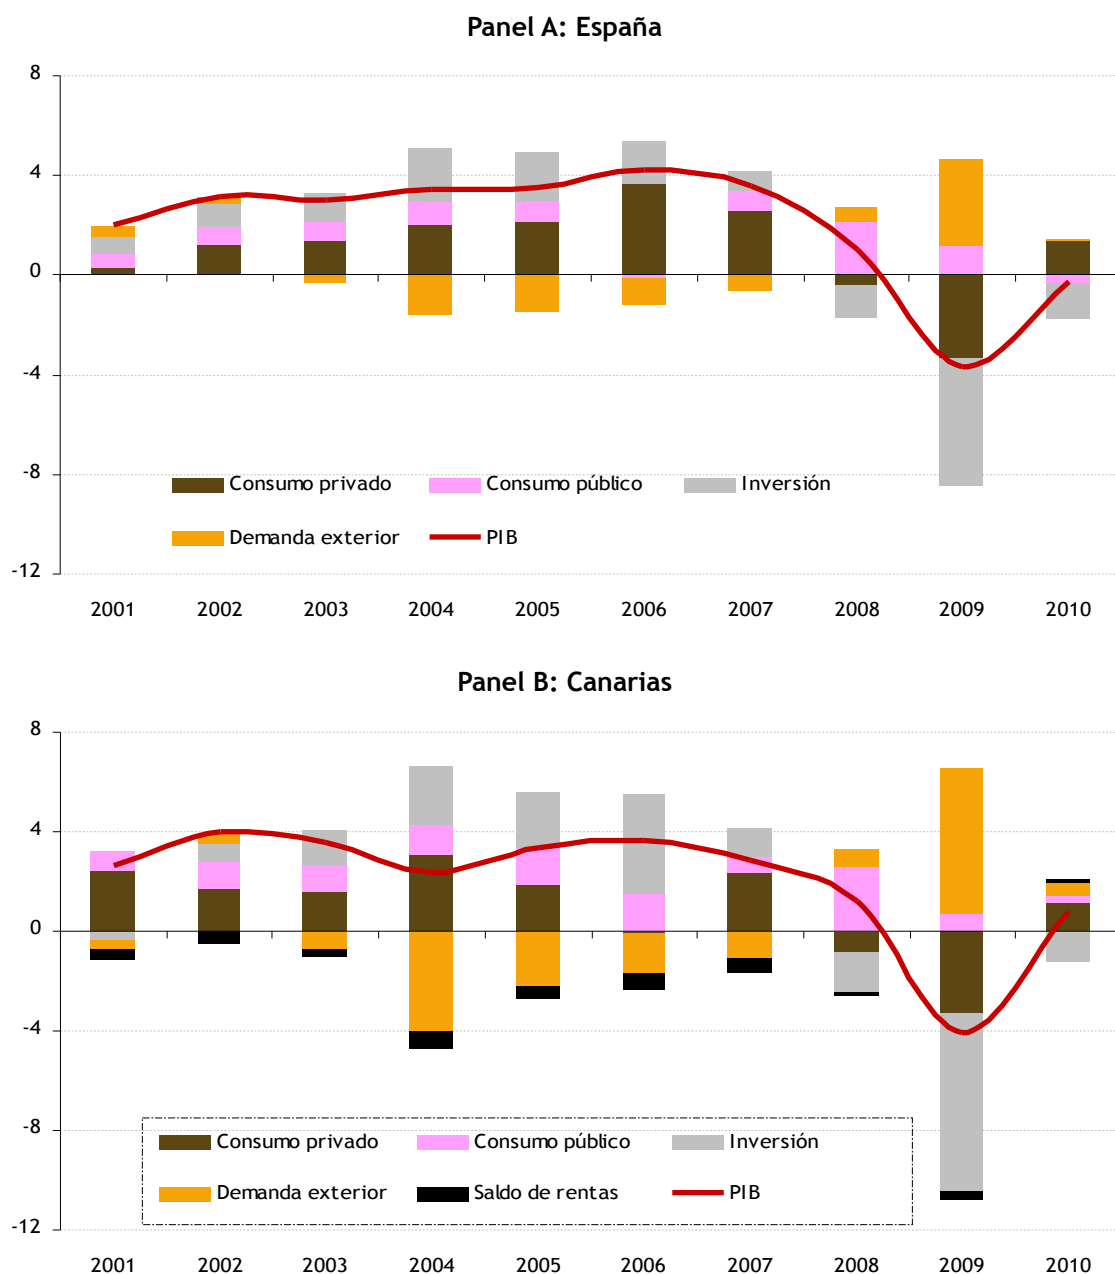 Panel A: España
8
4
0
-4
-8
-12
Consumo privado Consumo público Inversión
Demanda exterior PIB
2001 2002 2003 2004 2005 2006 2007 2008 2009 2010
Panel B: Canarias
8
4
0
-4
-8
-12
Consumo privado Consumo público Inversión
Demanda exterior Saldo de rentas PIB
2001 2002 2003 2004 2005 2006 2007 2008 2009 2010